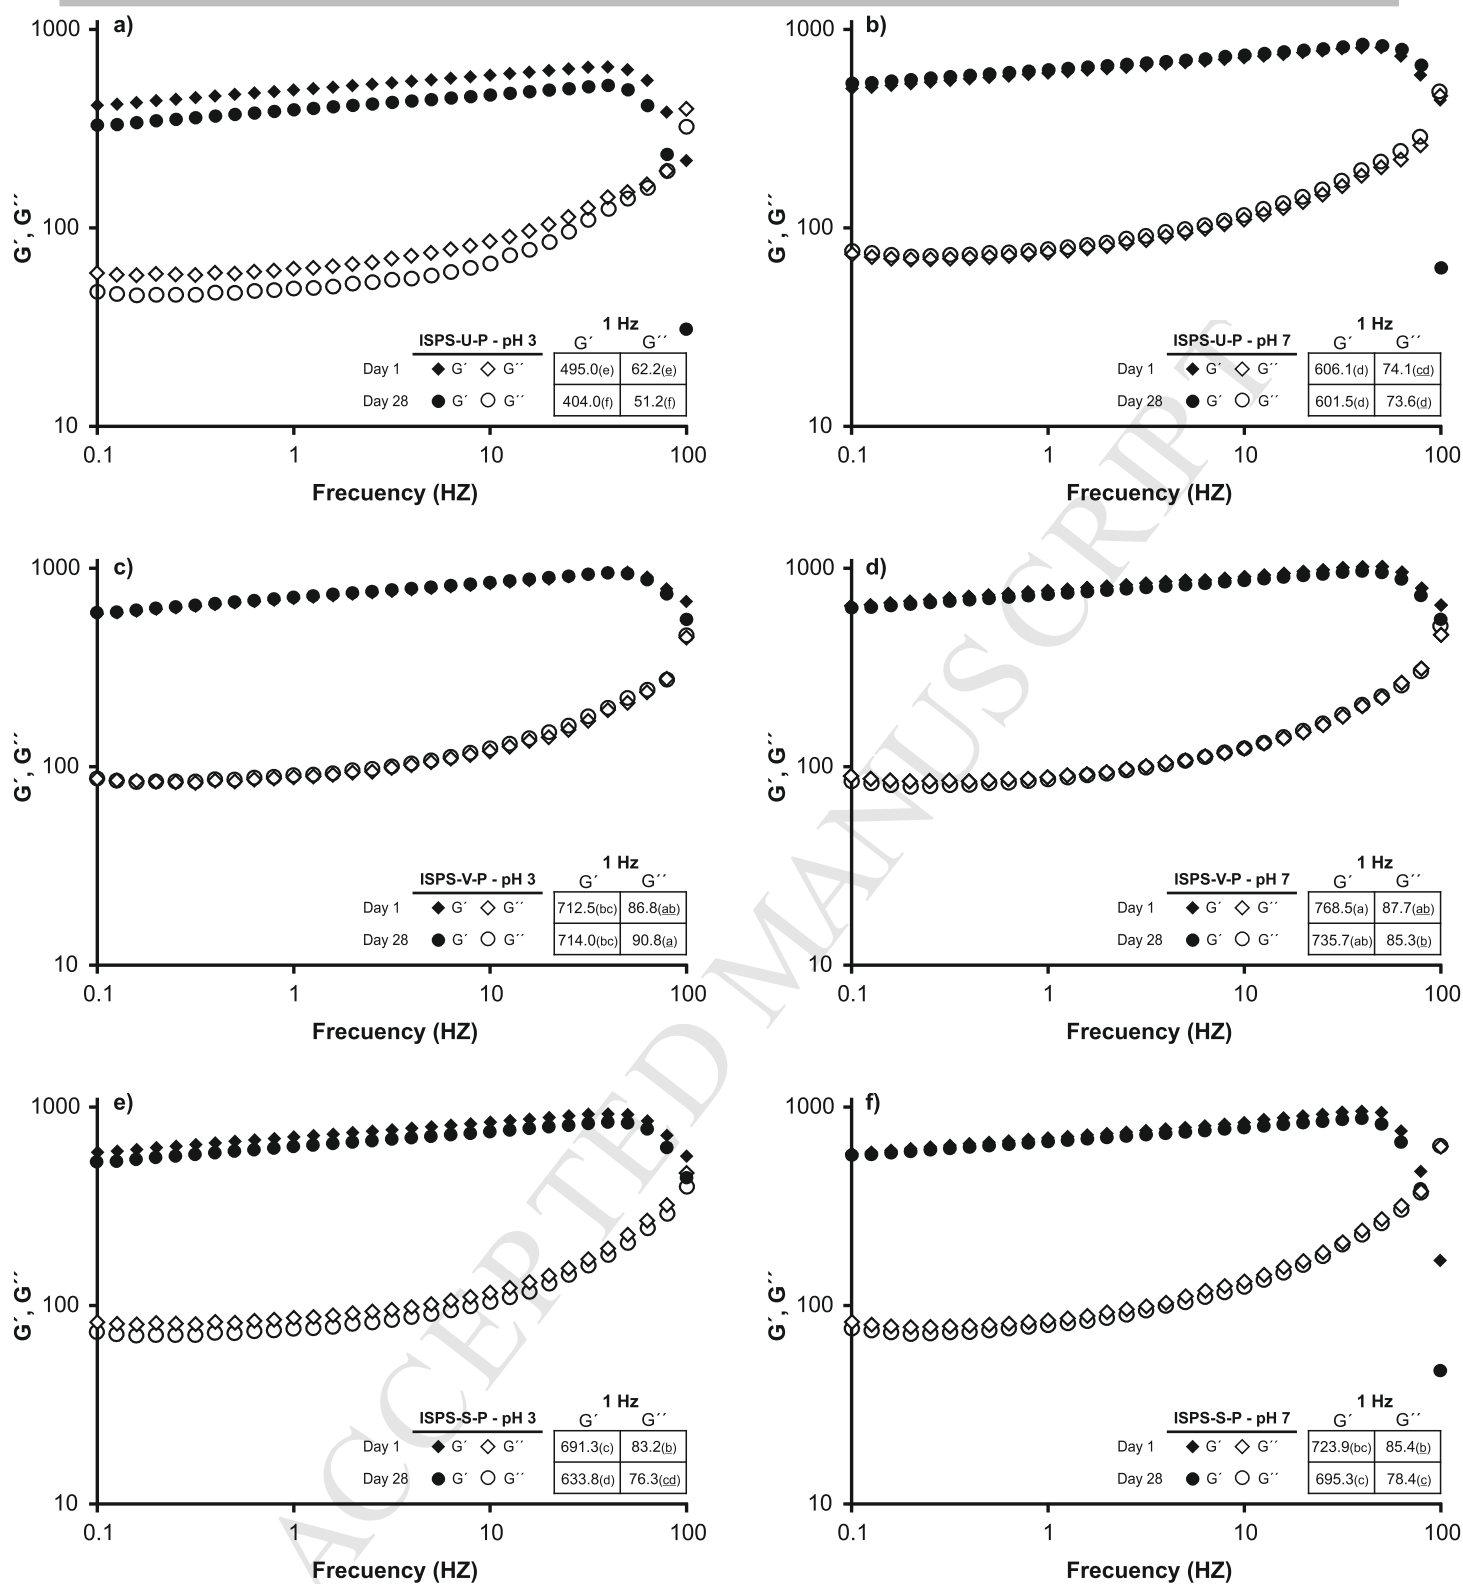 a)
1000
100
10
G´, G´´
0.1 1 10 100
Frecuency (HZ)
1 Hz
ISPS-U-P - pH 3 G´ G´´
Day 1 G´ G´´ 495.0(e) 62.2(e)
Day 28 G´ G´´ 404.0(f) 51.2(f)
b)
1000
100
10
G´, G´´
0.1 1 10 100
Frecuency (HZ)
1 Hz
ISPS-U-P - pH 7 G´ G´´
Day 1 G´ G´´ 606.1(d) 74.1(cd)
Day 28 G´ G´´ 601.5(d) 73.6(d)
c)
1000
100
10
G´, G´´
0.1 1 10 100
Frecuency (HZ)
1 Hz
ISPS-V-P - pH 3 G´ G´´
Day 1 G´ G´´ 712.5(bc) 86.8(ab)
Day 28 G´ G´´ 714.0(bc) 90.8(a)
d)
1000
100
10
G´, G´´
0.1 1 10 100
Frecuency (HZ)
1 Hz
ISPS-V-P - pH 7 G´ G´´
Day 1 G´ G´´ 768.5(a) 87.7(ab)
Day 28 G´ G´´ 735.7(ab) 85.3(b)
e)
1000
100
10
G´, G´´
0.1 1 10 100
Frecuency (HZ)
1 Hz
ISPS-S-P - pH 3 G´ G´´
Day 1 G´ G´´ 691.3(c) 83.2(b)
Day 28 G´ G´´ 633.8(d) 76.3(cd)
f)
1000
100
10
G´, G´´
0.1 1 10 100
Frecuency (HZ)
1 Hz
ISPS-S-P - pH 7 G´ G´´
Day 1 G´ G´´ 723.9(bc) 85.4(b)
Day 28 G´ G´´ 695.3(c) 78.4(c)
ACCEPTED MANUSCRIPT